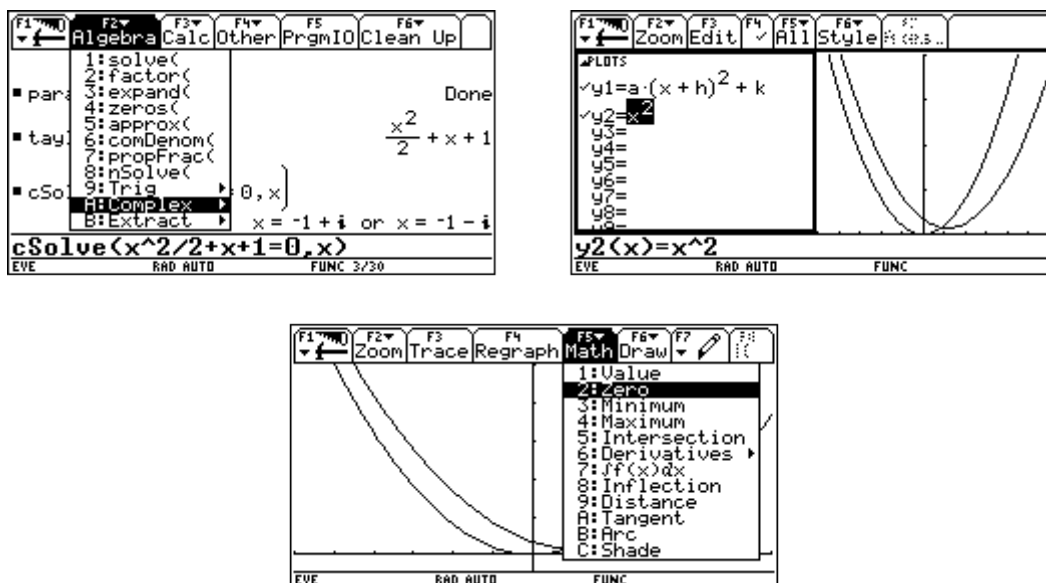 F1 F2 F3 F4 F5 F6
Algebra Calc Other PrgmIO Clean Up
1:solve(
2:factor(
3:expand(
4:zeros(
5:approx(
6:comDenom(
7:propFrac(
8:nSolve(
9:Trig
A:Complex
B:Extract
■ para Done
■ tayl x²/2 + x + 1
■ cSol = 0, x)
x = ⁻1 + i or x = ⁻1 - i
cSolve(x^2/2+x+1=0,x)
EVE RAD AUTO FUNC 3/30
F1 F2 F3 F4 F5 F6
Zoom Edit ✓ All Style
PLOTS
✓y1=a·(x + h)² + k
✓y2=x²
y3=
y4=
y5=
y6=
y7=
y8=
y2(x)=x^2
EVE RAD AUTO FUNC
F1 F2 F3 F4 F5 F6 F7
Zoom Trace Regraph Math Draw
1:Value
2:Zero
3:Minimum
4:Maximum
5:Intersection
6:Derivatives
7:∫f(x)dx
8:Inflection
9:Distance
A:Tangent
B:Arc
C:Shade
EVE RAD AUTO FUNC